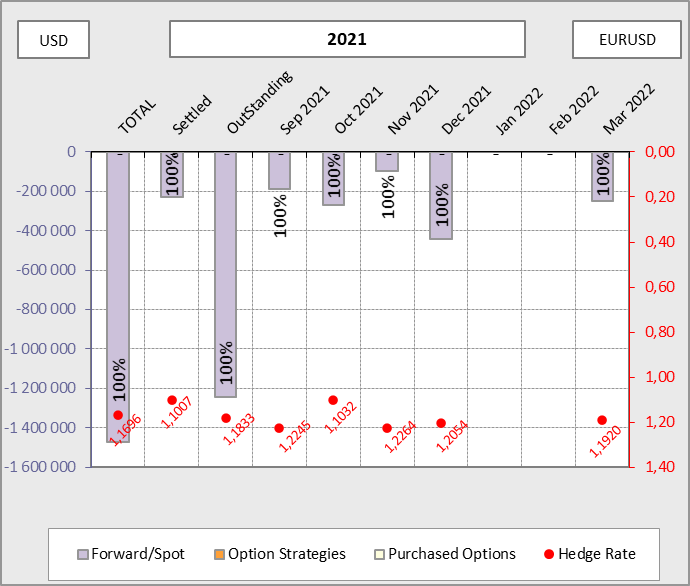 USD
2021
EURUSD
TOTAL
Settled
OutStanding
Sep 2021
Oct 2021
Nov 2021
Dec 2021
Jan 2022
Feb 2022
Mar 2022
0
-200 000
-400 000
-600 000
-800 000
-1 000 000
-1 200 000
-1 400 000
-1 600 000
0,00
0,20
0,40
0,60
0,80
1,00
1,20
1,40
100%
100%
100%
100%
100%
100%
100%
100%
1,1696
1,1007
1,1833
1,2245
1,1032
1,2264
1,2054
1,1920
Forward/Spot
Option Strategies
Purchased Options
Hedge Rate